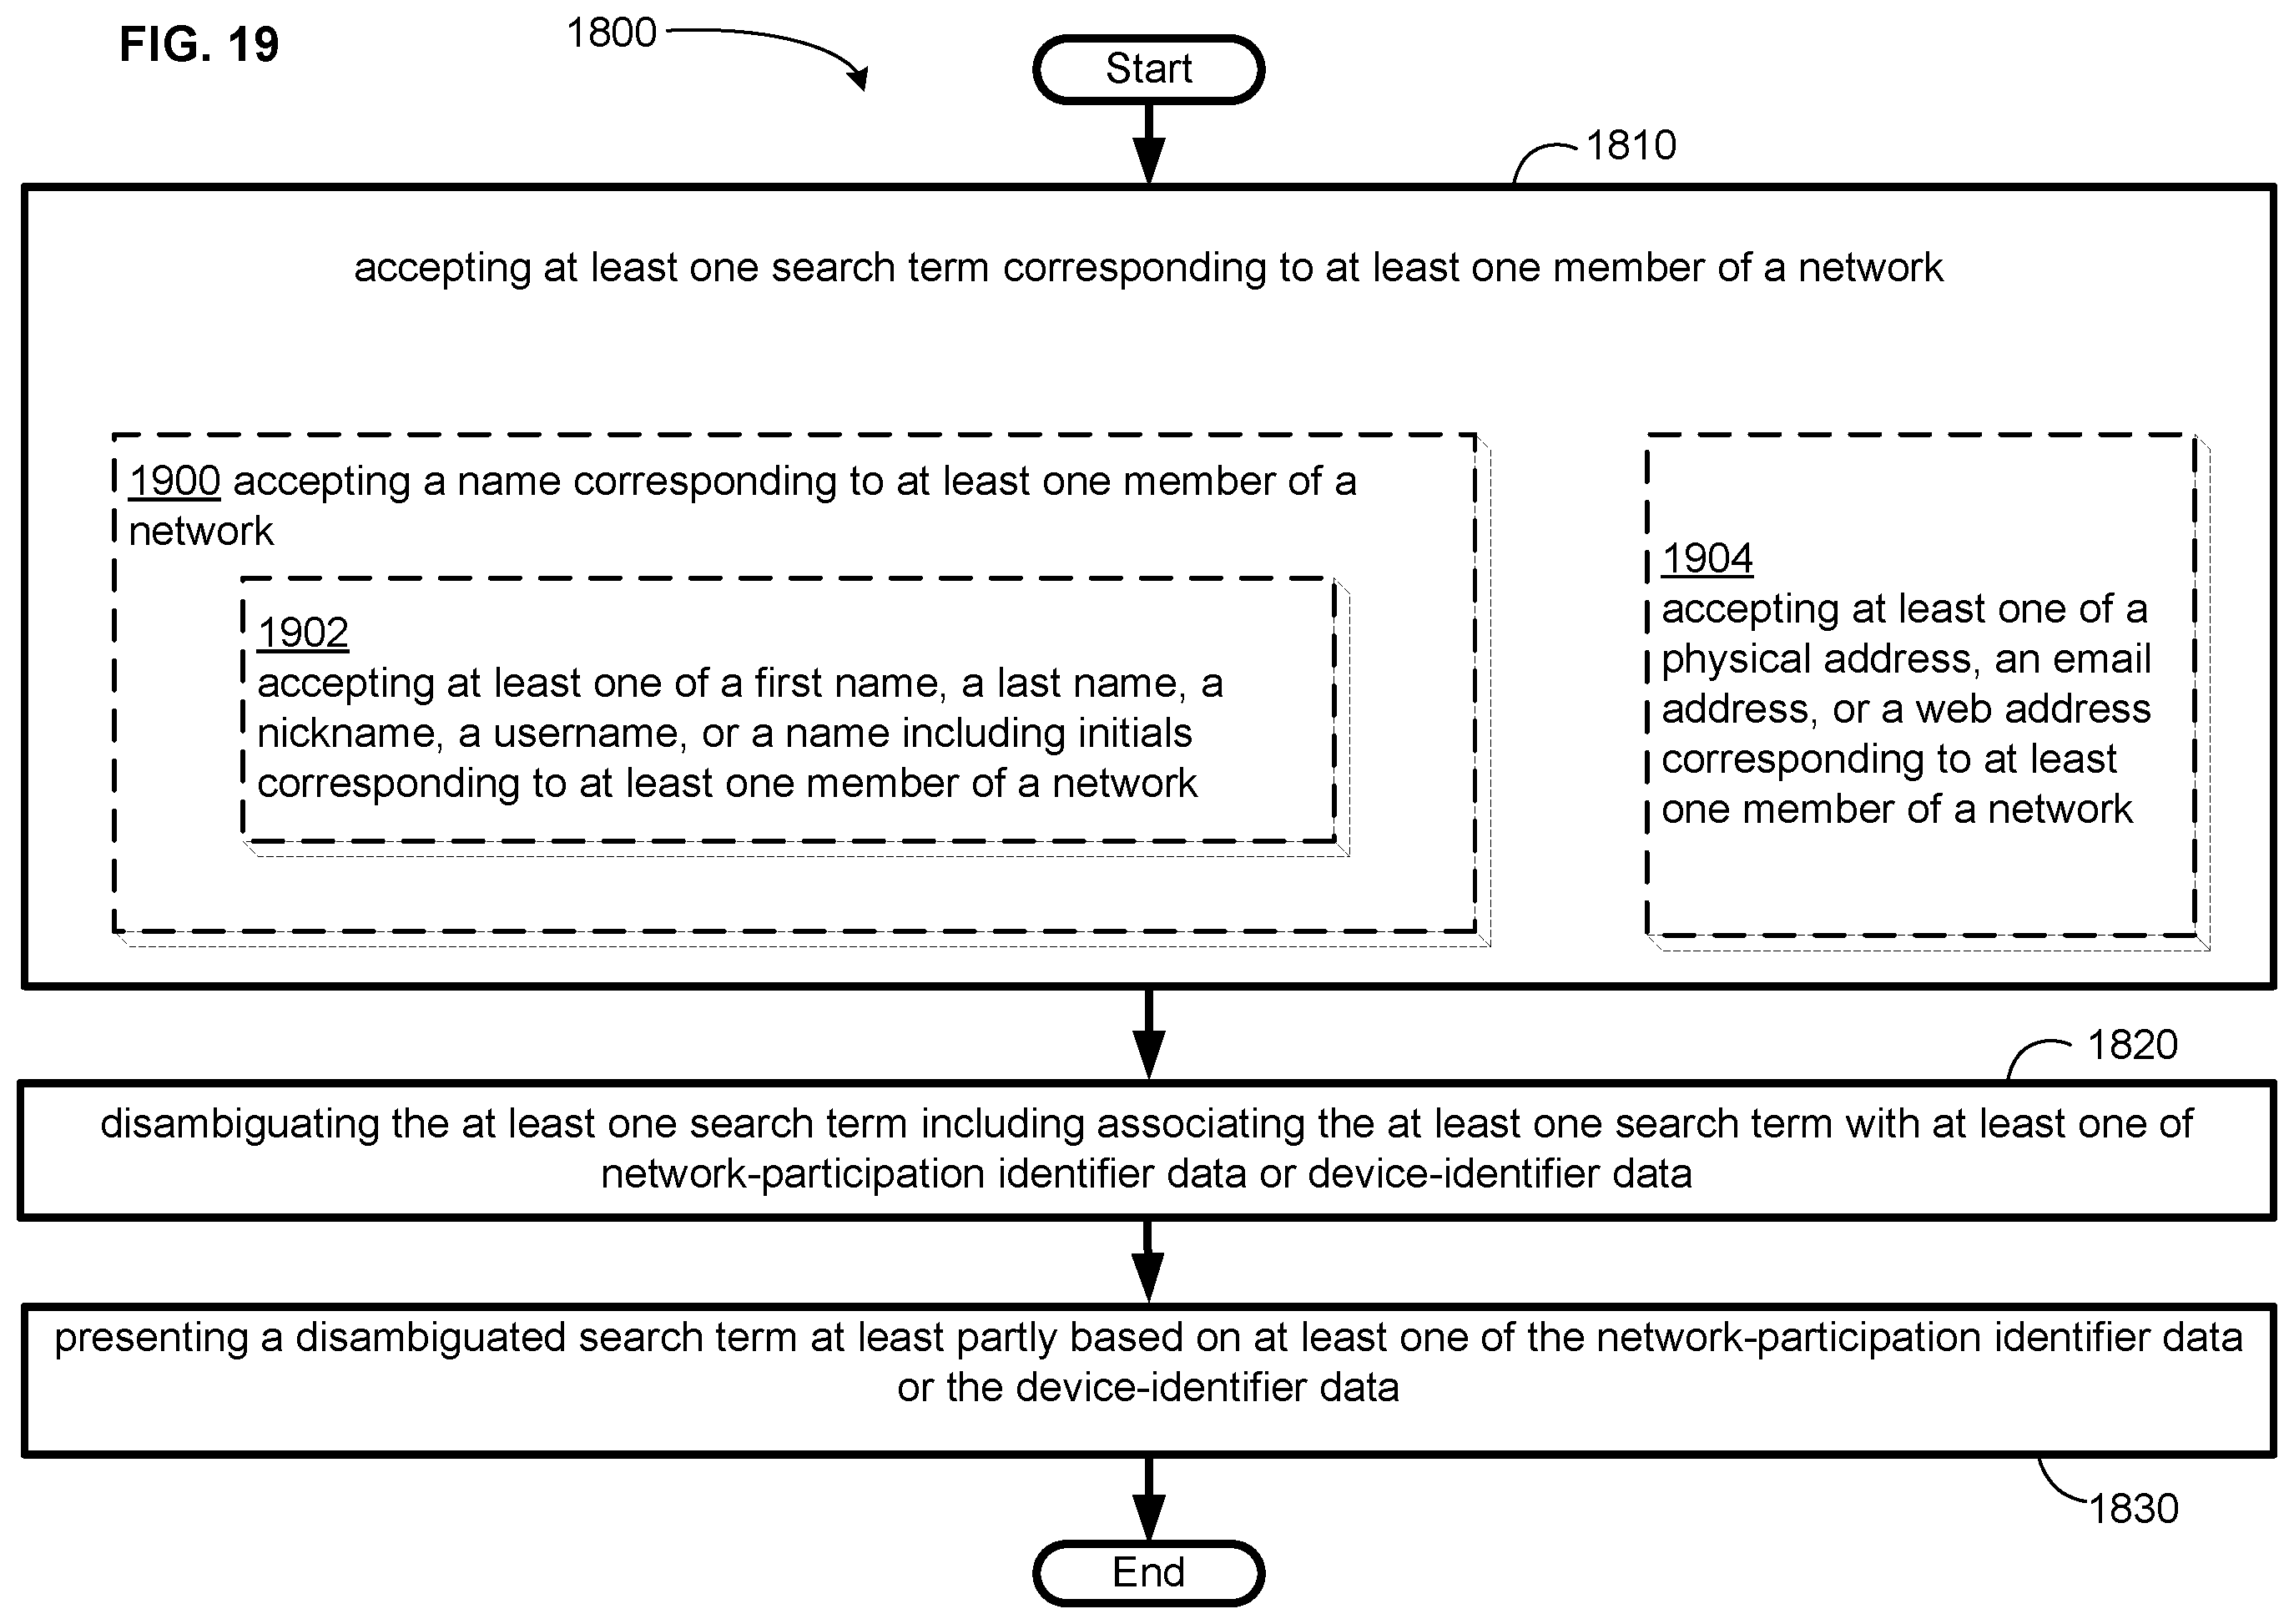 FIG. 19
1800
Start
1810
accepting at least one search term corresponding to at least one member of a network
1900 accepting a name corresponding to at least one member of a
network
1902
accepting at least one of a first name, a last name, a
nickname, a username, or a name including initials
corresponding to at least one member of a network
1904
accepting at least one of a
physical address, an email
address, or a web address
corresponding to at least
one member of a network
1820
disambiguating the at least one search term including associating the at least one search term with at least one of
network-participation identifier data or device-identifier data
presenting a disambiguated search term at least partly based on at least one of the network-participation identifier data
or the device-identifier data
1830
End